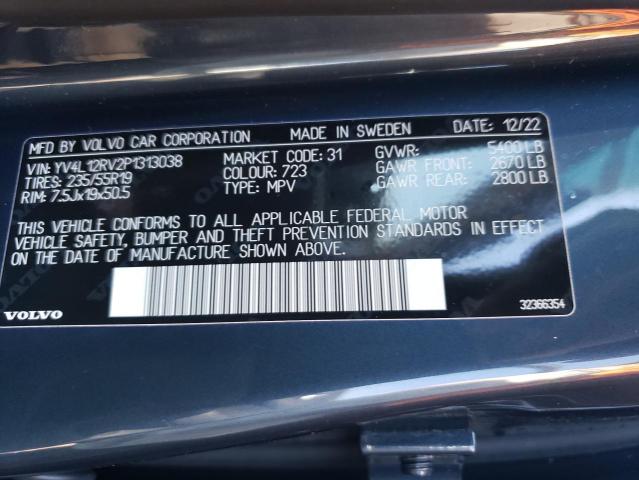 MFD BY VOLVO CAR CORPORATION MADE IN SWEDEN DATE: 12/22
VIN: YV4L12RV2P1313038 MARKET CODE: 31 GVWR: 5400 LB
TIRES: 235/55R19 COLOUR: 723 GAWR FRONT: 2670 LB
RIM: 7.5Jx19x50.5 TYPE: MPV GAWR REAR: 2800 LB
THIS VEHICLE CONFORMS TO ALL APPLICABLE FEDERAL MOTOR
VEHICLE SAFETY, BUMPER AND THEFT PREVENTION STANDARDS IN EFFECT
ON THE DATE OF MANUFACTURE SHOWN ABOVE.
VOLVO 32366354